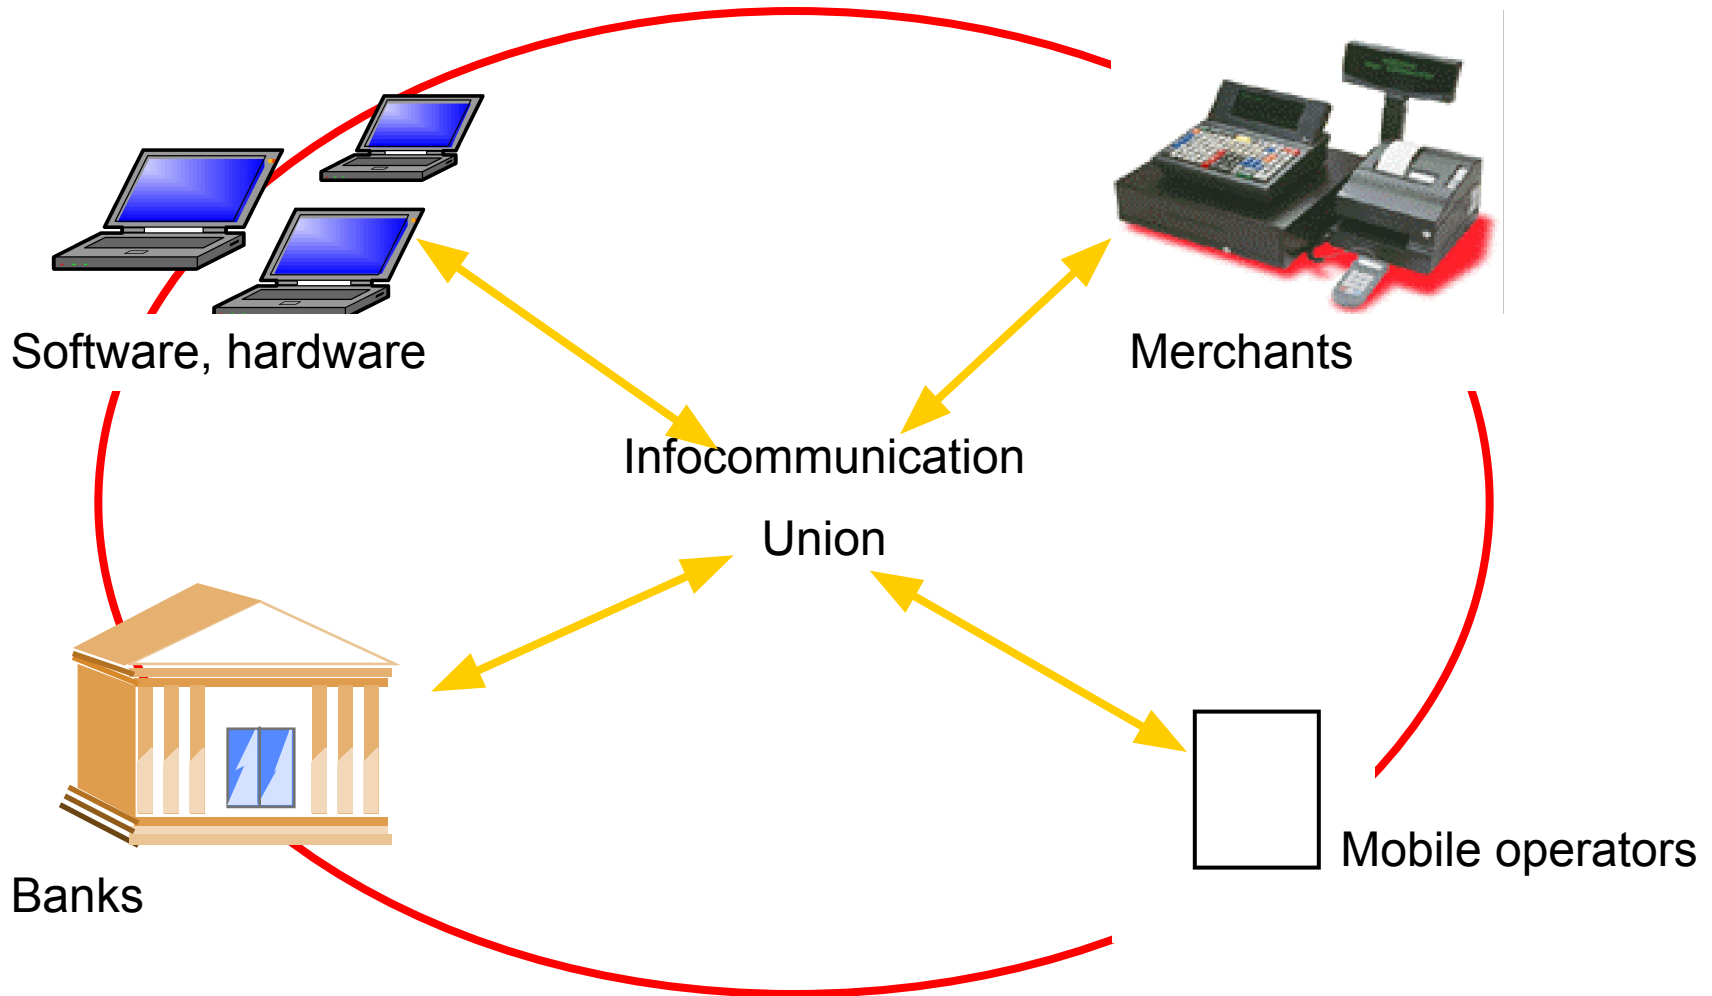 Software, hardware
Merchants
Infocommunication
Union
Mobile operators
Banks